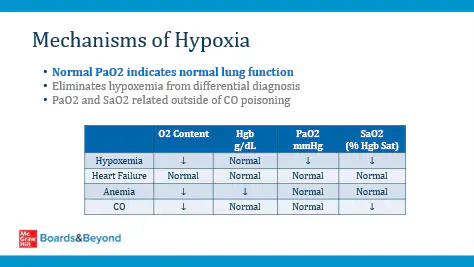 Mechanisms of Hypoxia
• Normal PaO2 indicates normal lung function
• Eliminates hypoxemia from differential diagnosis
• PaO2 and SaO2 related outside of CO poisoning
O2 Content Hgb g/dL PaO2 mmHg SaO2 (% Hgb Sat)
Hypoxemia ↓ Normal ↓ ↓
Heart Failure Normal Normal Normal Normal
Anemia ↓ ↓ Normal Normal
CO ↓ Normal Normal ↓
Mc Graw Hill Boards&Beyond